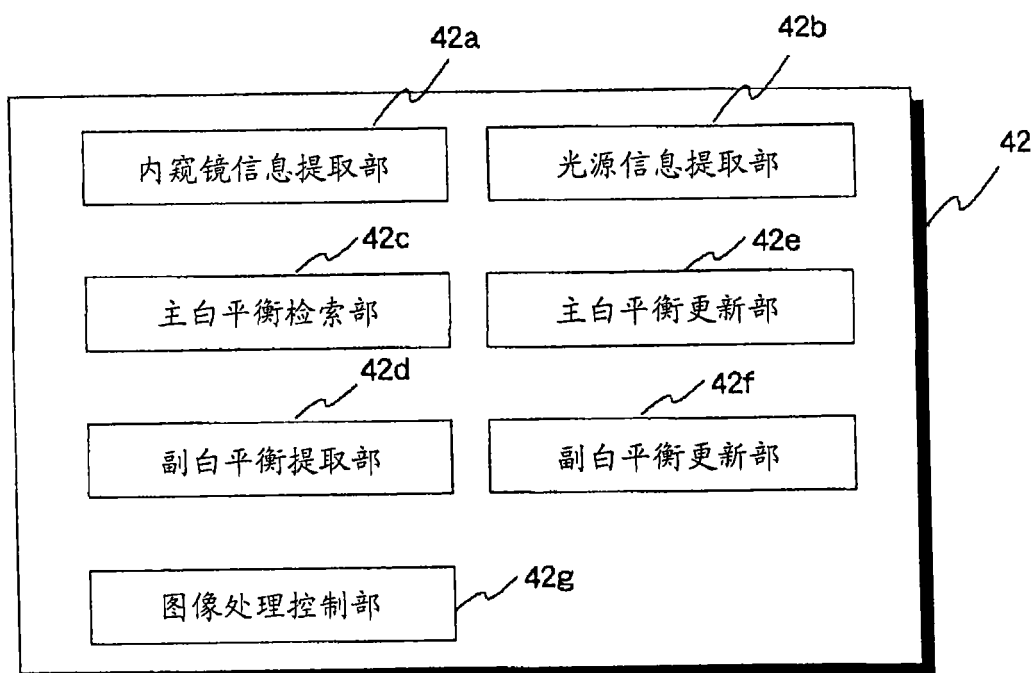 42a
42b
42
内窥镜信息提取部
光源信息提取部
42c
42e
主白平衡检索部
主白平衡更新部
42d
42f
副白平衡提取部
副白平衡更新部
42g
图像处理控制部